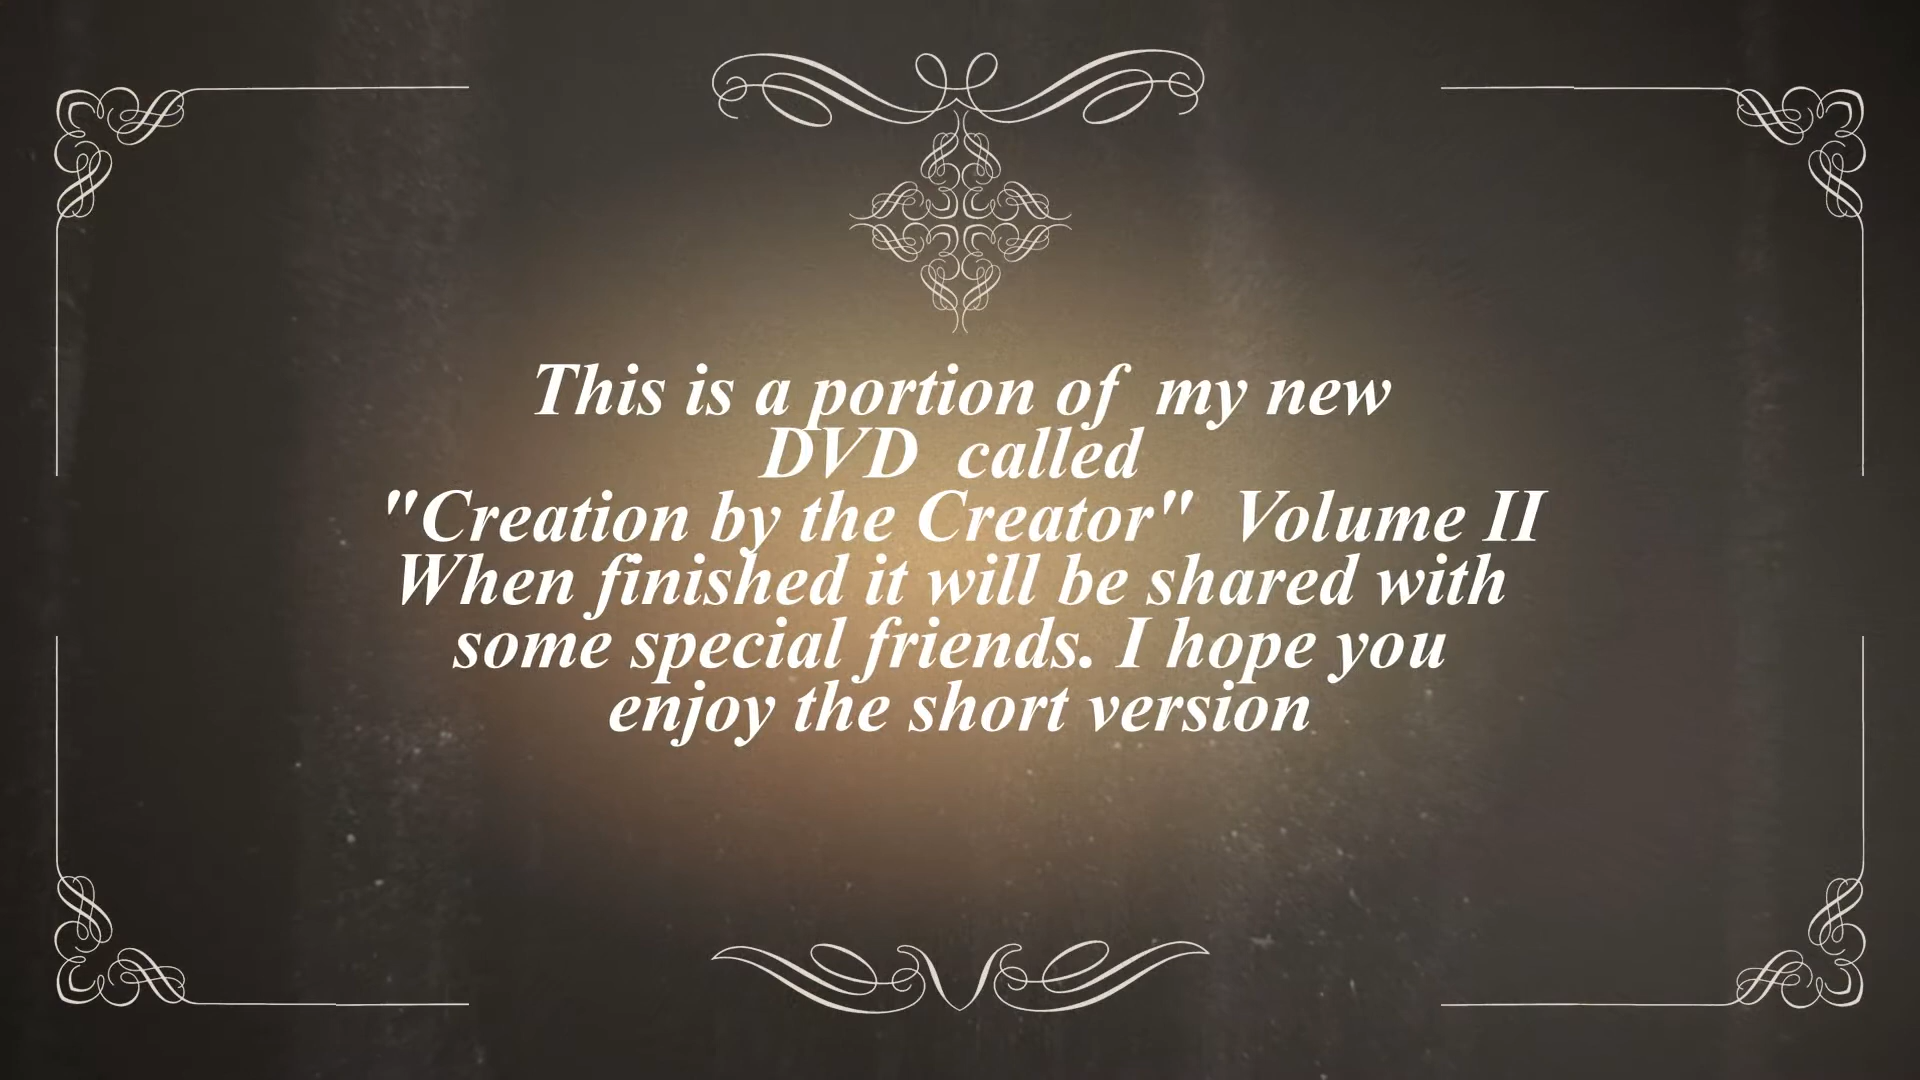 This is a portion of  my new
DVD  called
"Creation by the Creator"  Volume II
When finished it will be shared with
some special friends. I hope you
enjoy the short version